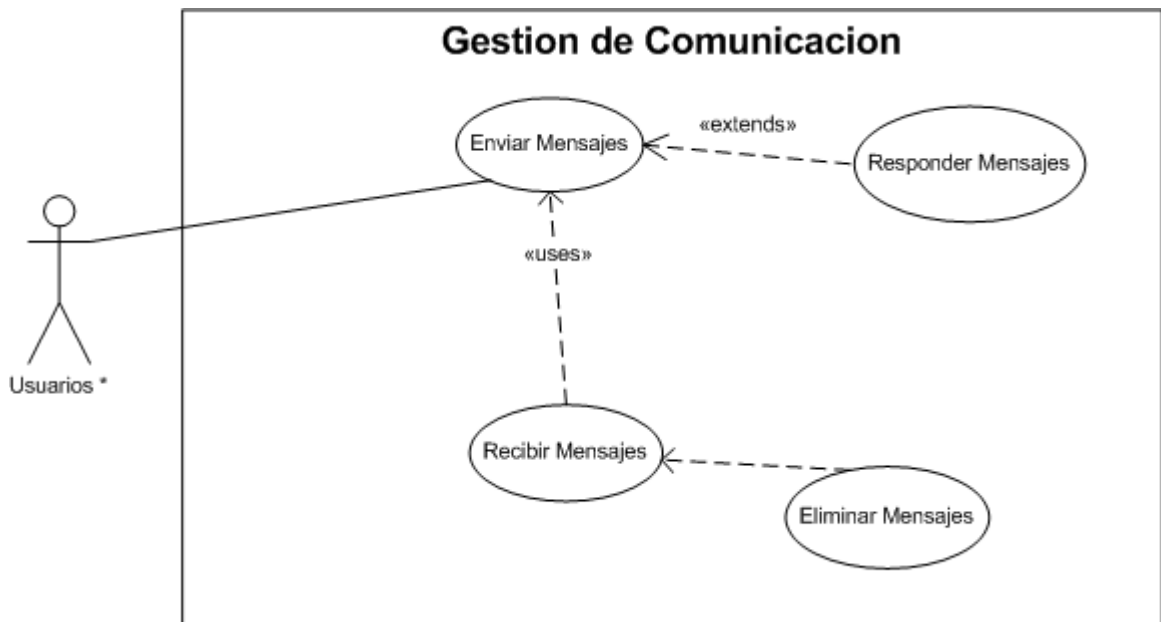 Gestion de Comunicacion
Enviar Mensajes
«extends»
Responder Mensajes
«uses»
Usuarios *
Recibir Mensajes
Eliminar Mensajes